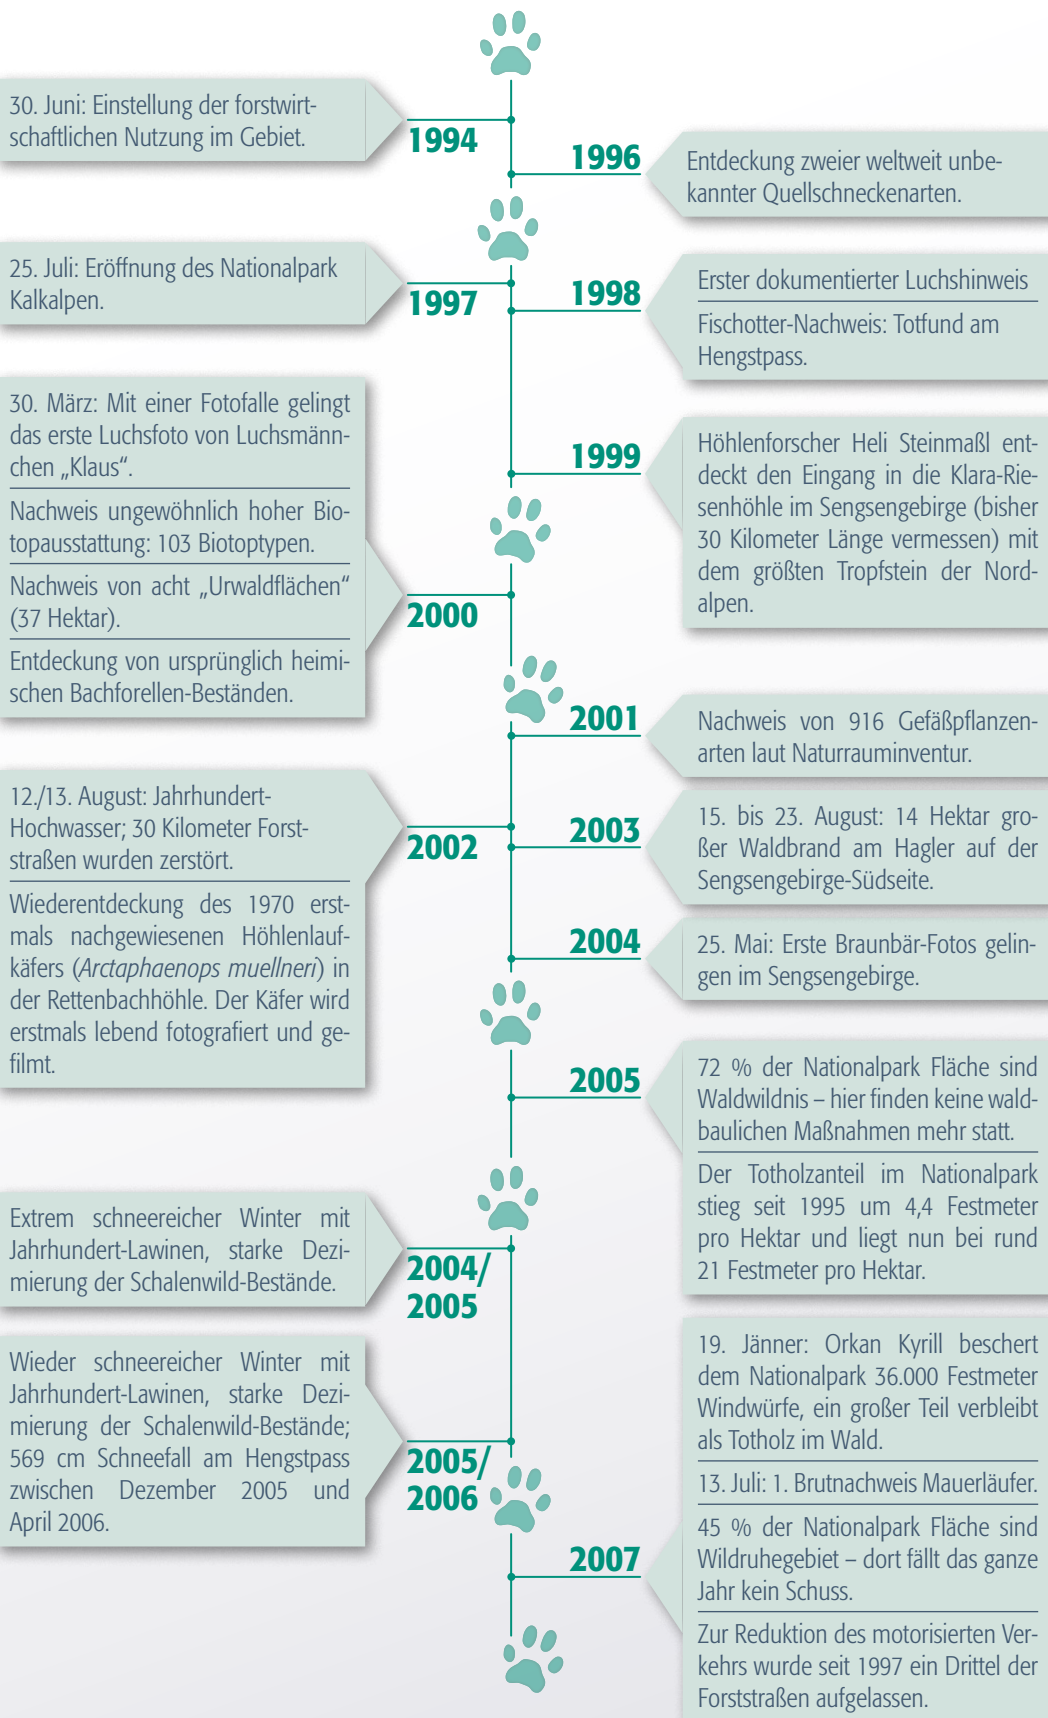 30. Juni: Einstellung der forstwirt-
schaftlichen Nutzung im Gebiet.
1994
1996
Entdeckung zweier weltweit unbe-
kannter Quellschneckenarten.
25. Juli: Eröffnung des Nationalpark
Kalkalpen.
1997
1998
Erster dokumentierter Luchshinweis
Fischotter-Nachweis: Totfund am
Hengstpass.
1999
Höhlenforscher Heli Steinmaßl ent-
deckt den Eingang in die Klara-Rie-
senhöhle im Sengsengebirge (bisher
30 Kilometer Länge vermessen) mit
dem größten Tropfstein der Nord-
alpen.
30. März: Mit einer Fotofalle gelingt
das erste Luchsfoto von Luchsmänn-
chen „Klaus“.
Nachweis ungewöhnlich hoher Bio-
topausstattung: 103 Biotoptypen.
Nachweis von acht „Urwaldflächen“
(37 Hektar).
Entdeckung von ursprünglich heimi-
schen Bachforellen-Beständen.
2000
2001
Nachweis von 916 Gefäßpflanzen-
arten laut Naturrauminventur.
12./13. August: Jahrhundert-
Hochwasser; 30 Kilometer Forst-
straßen wurden zerstört.
Wiederentdeckung des 1970 erst-
mals nachgewiesenen Höhlenlauf-
käfers (Arctaphaenops muellneri) in
der Rettenbachhöhle. Der Käfer wird
erstmals lebend fotografiert und ge-
filmt.
2002
2003
15. bis 23. August: 14 Hektar gro-
ßer Waldbrand am Hagler auf der
Sengsengebirge-Südseite.
2004
25. Mai: Erste Braunbär-Fotos gelin-
gen im Sengsengebirge.
2005
72 % der Nationalpark Fläche sind
Waldwildnis – hier finden keine wald-
baulichen Maßnahmen mehr statt.
Der Totholzanteil im Nationalpark
stieg seit 1995 um 4,4 Festmeter
pro Hektar und liegt nun bei rund
21 Festmeter pro Hektar.
Extrem schneereicher Winter mit
Jahrhundert-Lawinen, starke Dezi-
mierung der Schalenwild-Bestände.
2004/
2005
Wieder schneereicher Winter mit
Jahrhundert-Lawinen, starke Dezi-
mierung der Schalenwild-Bestände;
569 cm Schneefall am Hengstpass
zwischen Dezember 2005 und
April 2006.
2005/
2006
2007
19. Jänner: Orkan Kyrill beschert
dem Nationalpark 36.000 Festmeter
Windwürfe, ein großer Teil verbleibt
als Totholz im Wald.
13. Juli: 1. Brutnachweis Mauerläufer.
45 % der Nationalpark Fläche sind
Wildruhegebiet – dort fällt das ganze
Jahr kein Schuss.
Zur Reduktion des motorisierten Ver-
kehrs wurde seit 1997 ein Drittel der
Forststraßen aufgelassen.